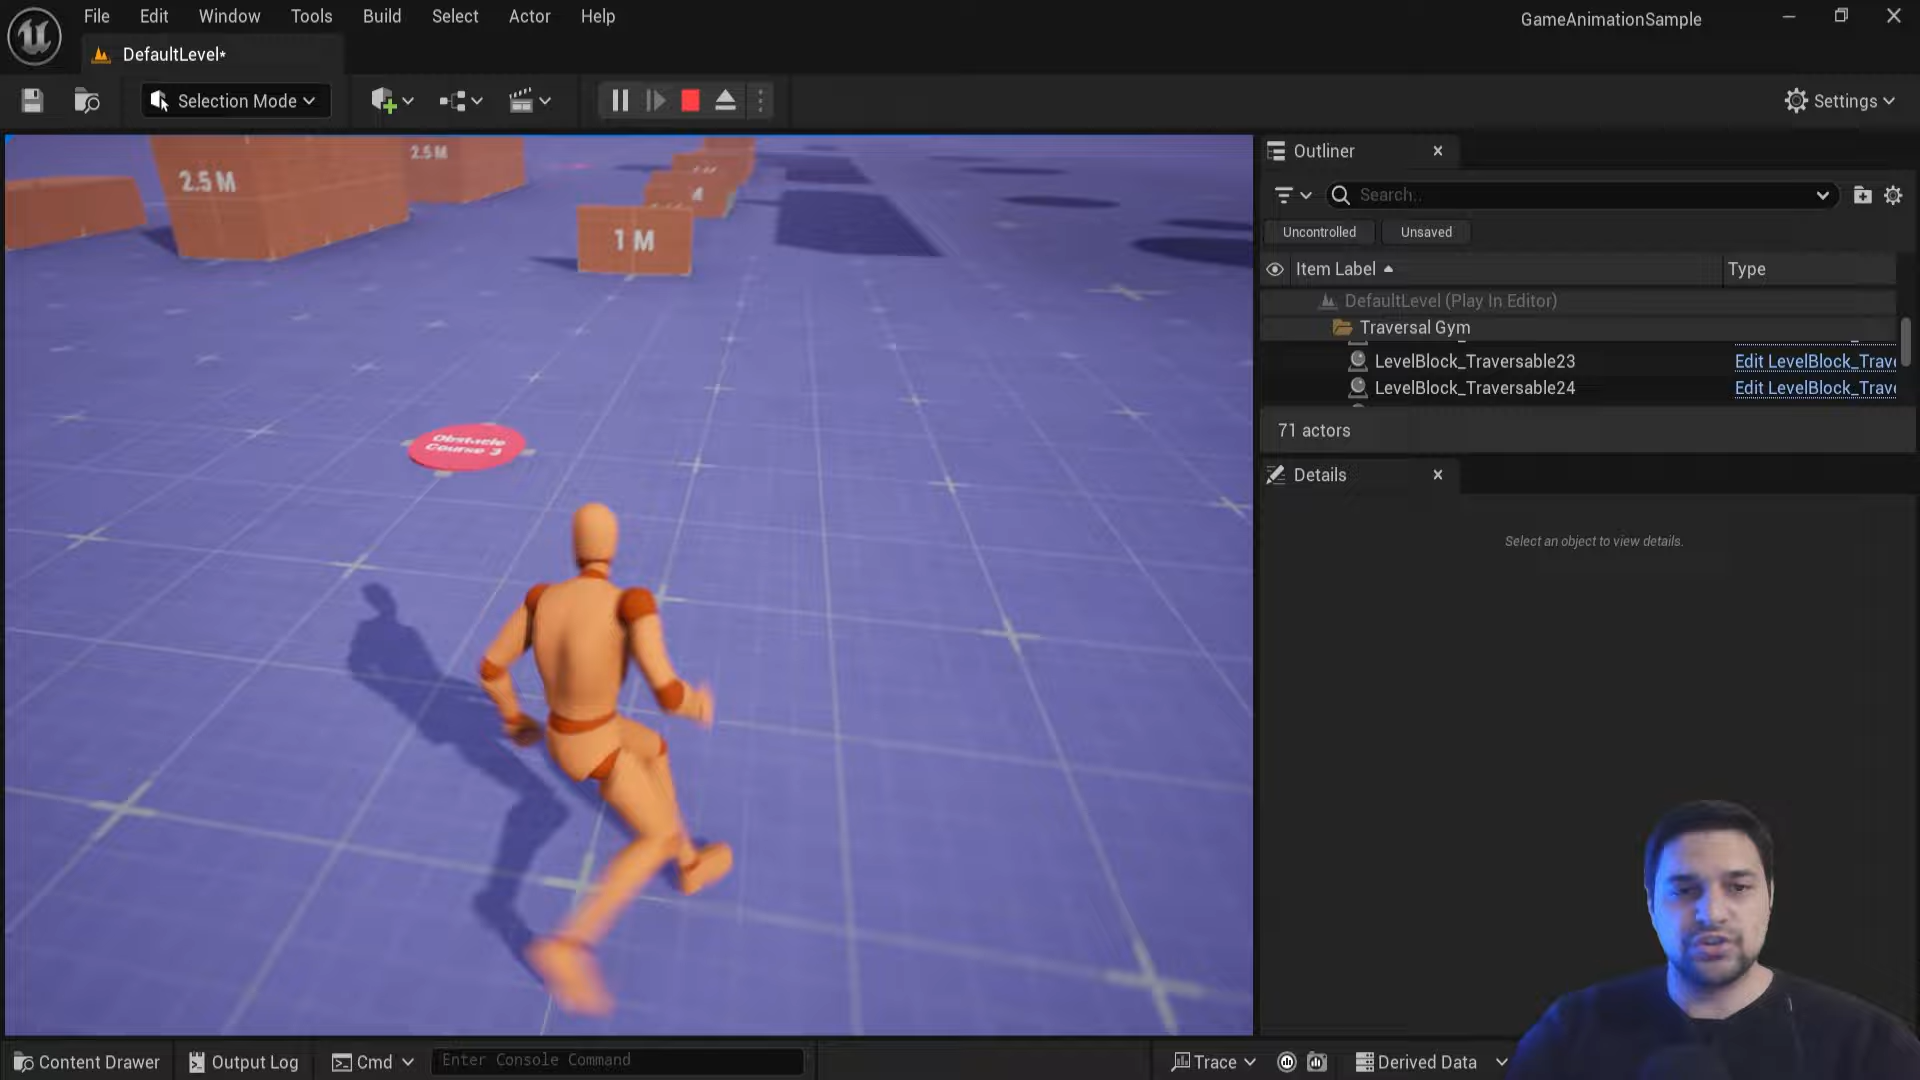 File Edit Window Tools Build Select Actor Help
GameAnimationSample
DefaultLevel*
Selection Mode
Settings
2.5 M
2.5 M
4
1 M
Obstacle
Course 3
Outliner
Search..
Uncontrolled Unsaved
Item Label Type
DefaultLevel (Play In Editor)
Traversal Gym
LevelBlock_Traversable23 Edit LevelBlock_Trave
LevelBlock_Traversable24 Edit LevelBlock_Trave
71 actors
Details
Select an object to view details.
Content Drawer Output Log Cmd Enter Console Command Trace Derived Data